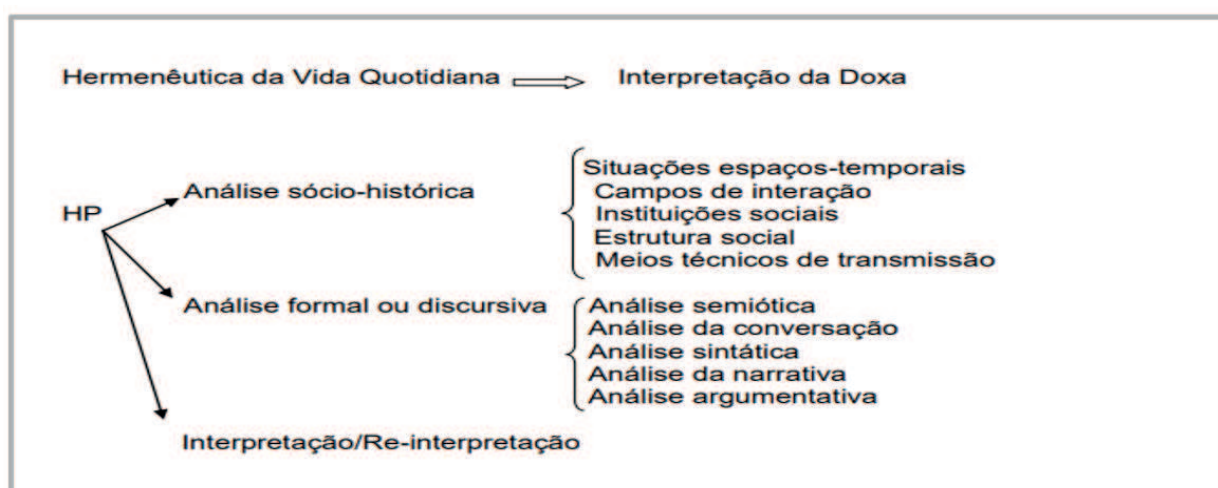 Hermenêutica da Vida Quotidiana
Interpretação da Doxa
HP
Análise sócio-histórica
Situações espaços-temporais
Campos de interação
Instituições sociais
Estrutura social
Meios técnicos de transmissão
Análise formal ou discursiva
Análise semiótica
Análise da conversação
Análise sintática
Análise da narrativa
Análise argumentativa
Interpretação/Re-interpretação